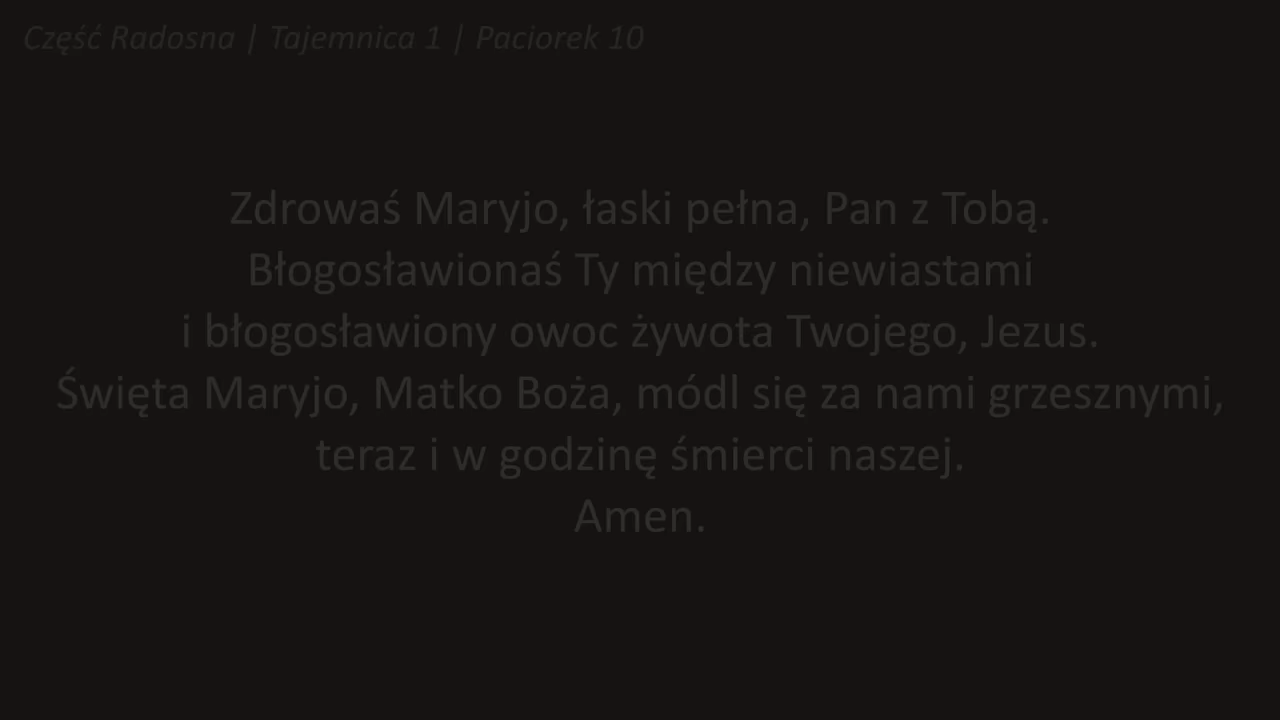 Część Radosna | Tajemnica 1 | Paciorek 10
Zdrowaś Maryjo, łaski pełna, Pan z Tobą.
Błogosławionaś Ty między niewiastami
i błogosławiony owoc żywota Twojego, Jezus.
Święta Maryjo, Matko Boża, módl się za nami grzesznymi,
teraz i w godzinę śmierci naszej.
Amen.